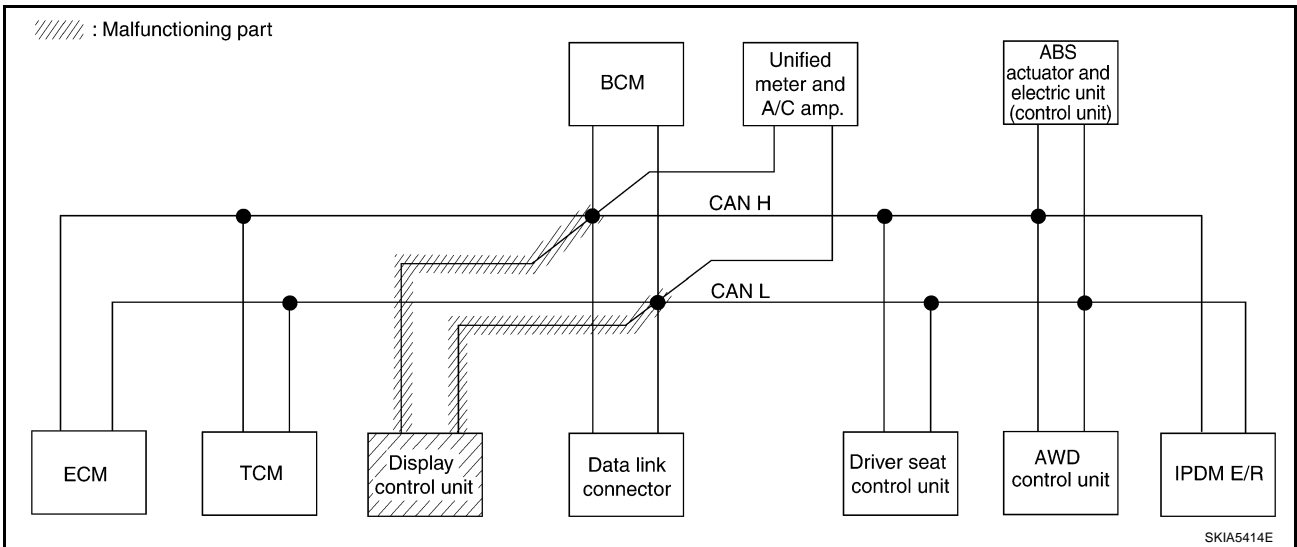 : Malfunctioning part
BCM
Unified
meter and
A/C amp.
ABS
actuator and
electric unit
(control unit)
CAN H
CAN L
ECM
TCM
Display
control unit
Data link
connector
Driver seat
control unit
AWD
control unit
IPDM E/R
SKIA5414E